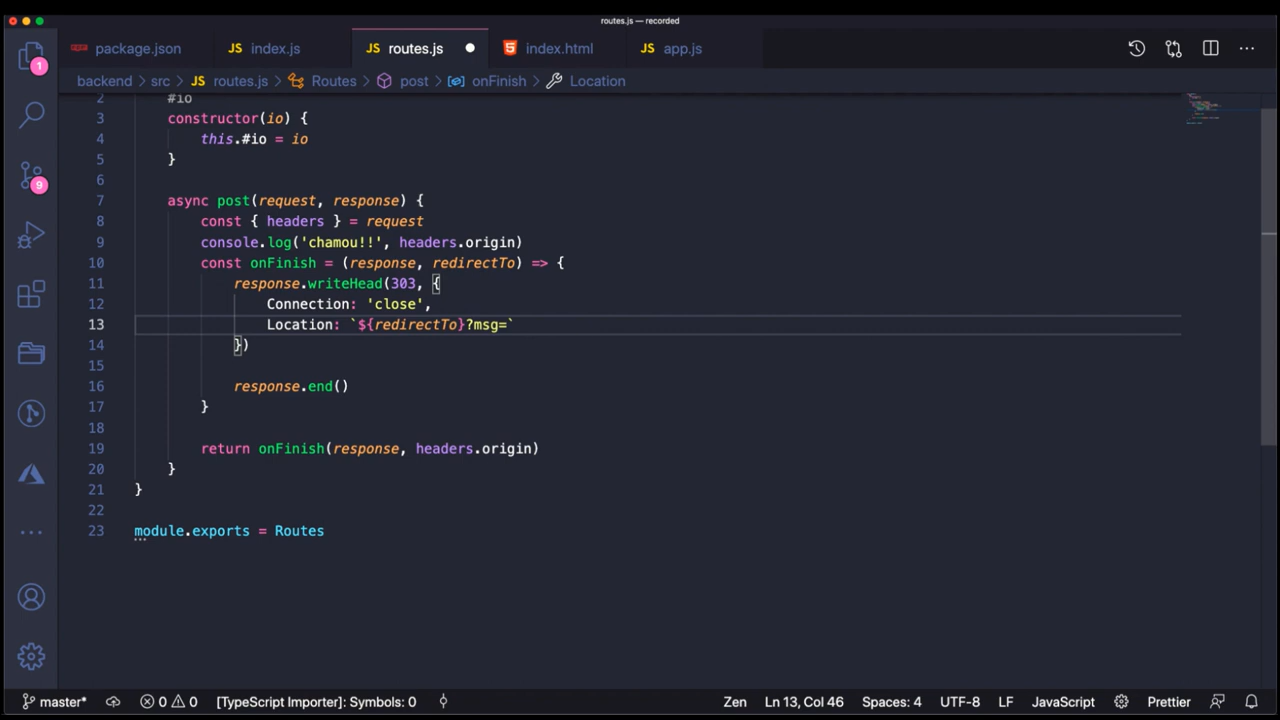 routes.js — recorded
package.json JS index.js JS routes.js 5 index.html JS app.js
backend > src > JS routes.js > Routes > post > onFinish > Location
2 #io
3 constructor(io) {
4 this.#io = io
5 }
6
7 async post(request, response) {
8 const { headers } = request
9 console.log('chamou!!', headers.origin)
10 const onFinish = (response, redirectTo) => {
11 response.writeHead(303, {
12 Connection: 'close',
13 Location: `${redirectTo}?msg=`
14 })
15
16 response.end()
17 }
18
19 return onFinish(response, headers.origin)
20 }
21 }
22
23 module.exports = Routes
1
9
master* 0 0 [TypeScript Importer]: Symbols: 0 Zen Ln 13, Col 46 Spaces: 4 UTF-8 LF JavaScript Prettier